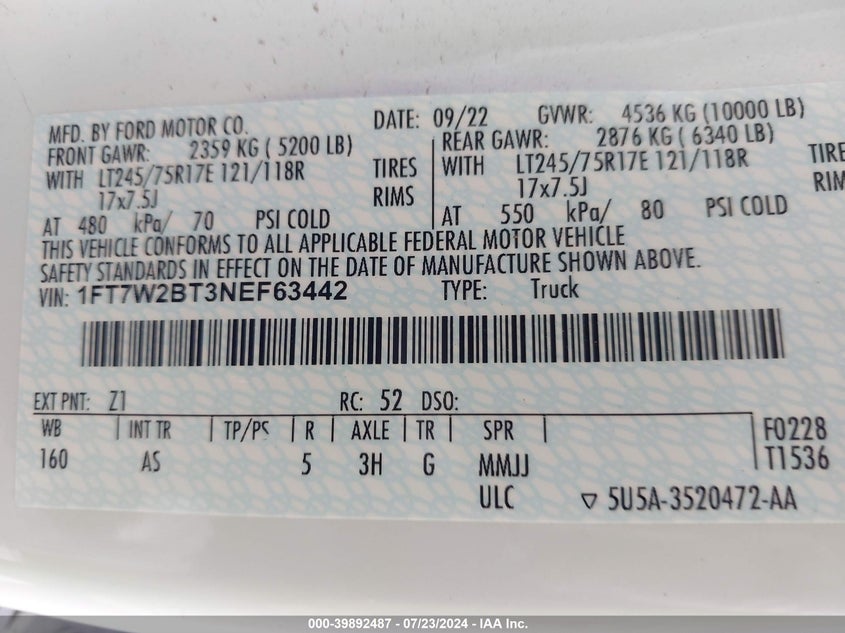 MFD. BY FORD MOTOR CO. DATE: 09/22 GVWR: 4536 KG (10000 LB)
FRONT GAWR: 2359 KG ( 5200 LB) REAR GAWR: 2876 KG ( 6340 LB)
WITH LT245/75R17E 121/118R TIRES WITH LT245/75R17E 121/118R TIRE
17x7.5J RIMS 17x7.5J RIM
AT 480 kPa/ 70 PSI COLD AT 550 kPa/ 80 PSI COLD
THIS VEHICLE CONFORMS TO ALL APPLICABLE FEDERAL MOTOR VEHICLE
SAFETY STANDARDS IN EFFECT ON THE DATE OF MANUFACTURE SHOWN ABOVE.
VIN: 1FT7W2BT3NEF63442 TYPE: Truck
EXT PNT: Z1 RC: 52 DSO:
WB INT TR TP/PS R AXLE TR SPR F0228
160 AS 5 3H G MMJJ T1536
ULC ▽ 5U5A-3520472-AA
000-39892487 - 07/23/2024 - IAA Inc.